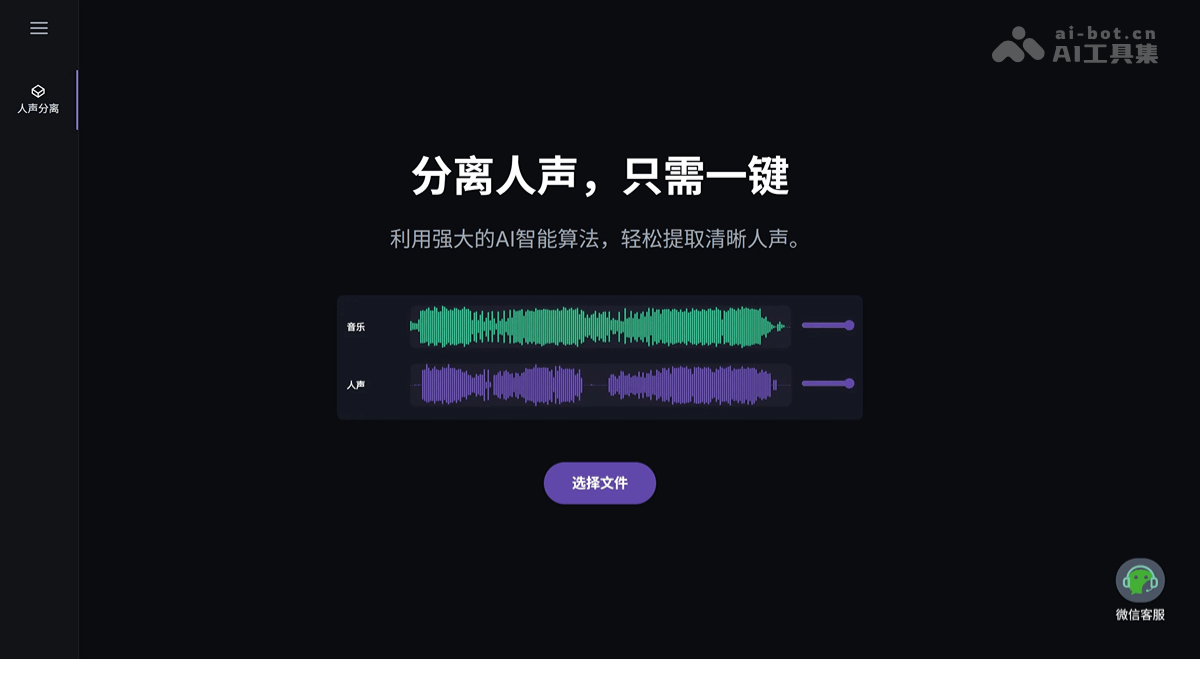 ai-bot.cn
AI工具集
人声分离
分离人声，只需一键
利用强大的AI智能算法，轻松提取清晰人声。
音乐
人声
选择文件
微信客服